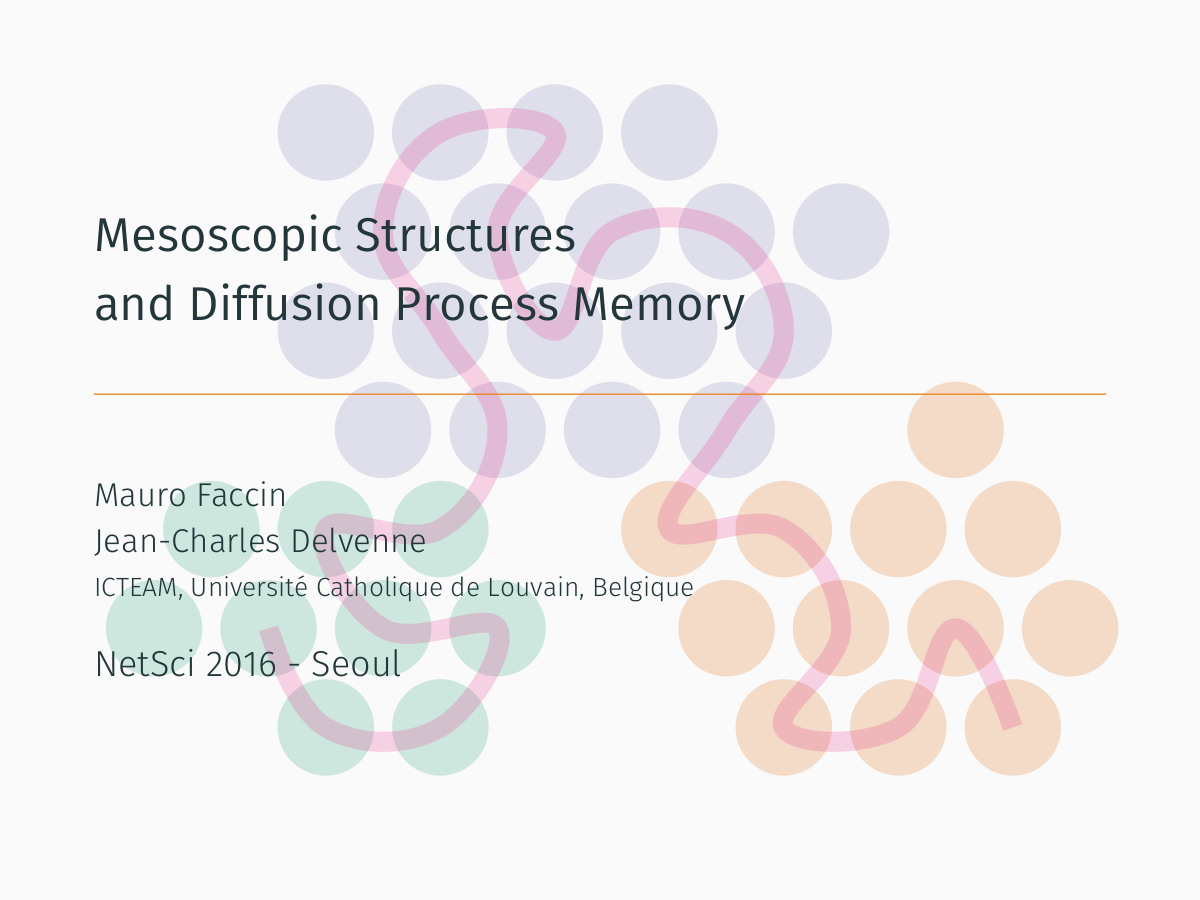 Mesoscopic Structures
and Diffusion Process Memory
Mauro Faccin
Jean-Charles Delvenne
ICTEAM, Université Catholique de Louvain, Belgique
NetSci 2016 - Seoul